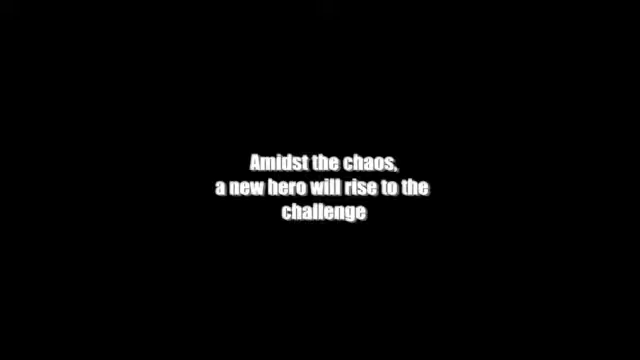 Amidst the chaos,
a new hero will rise to the
challenge